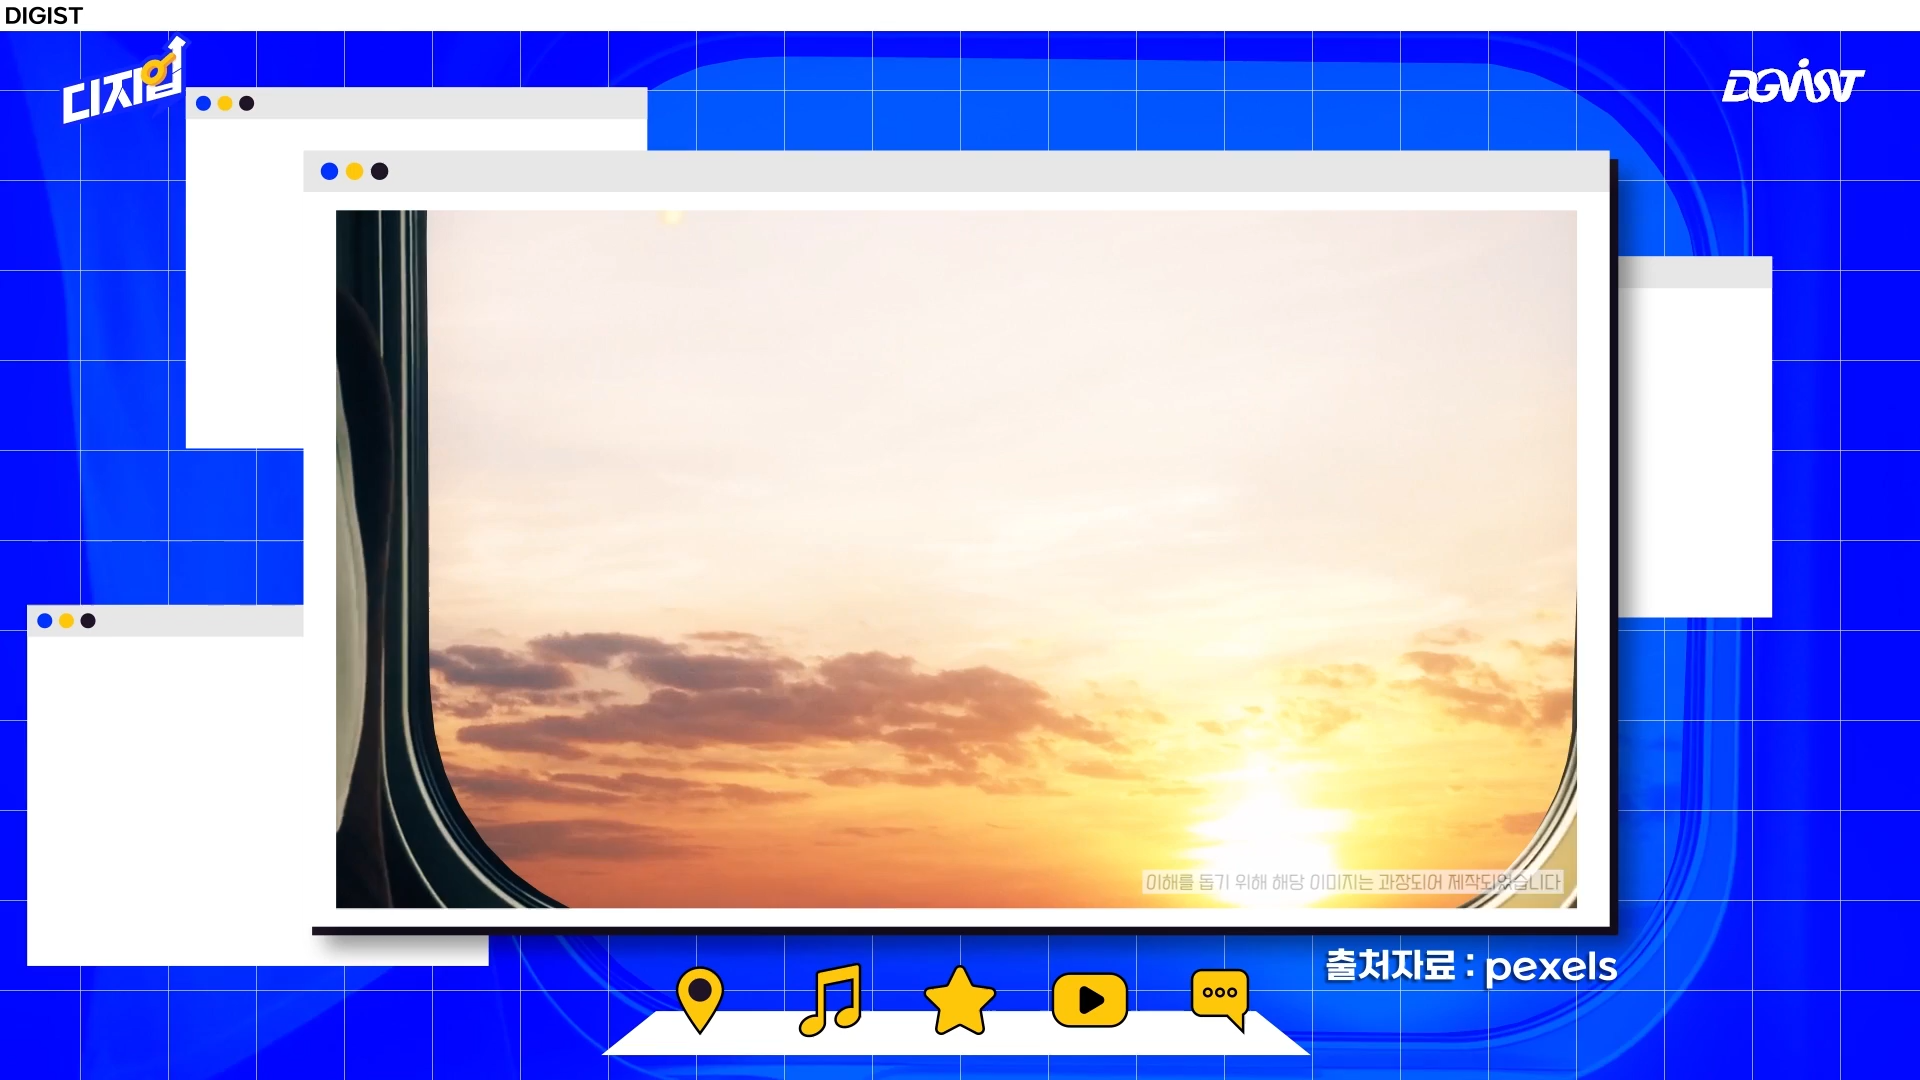 DIGIST
디지업
DGIST
이해를 돕기 위해 해당 이미지는 과장되어 제작되었습니다
출처자료 : pexels